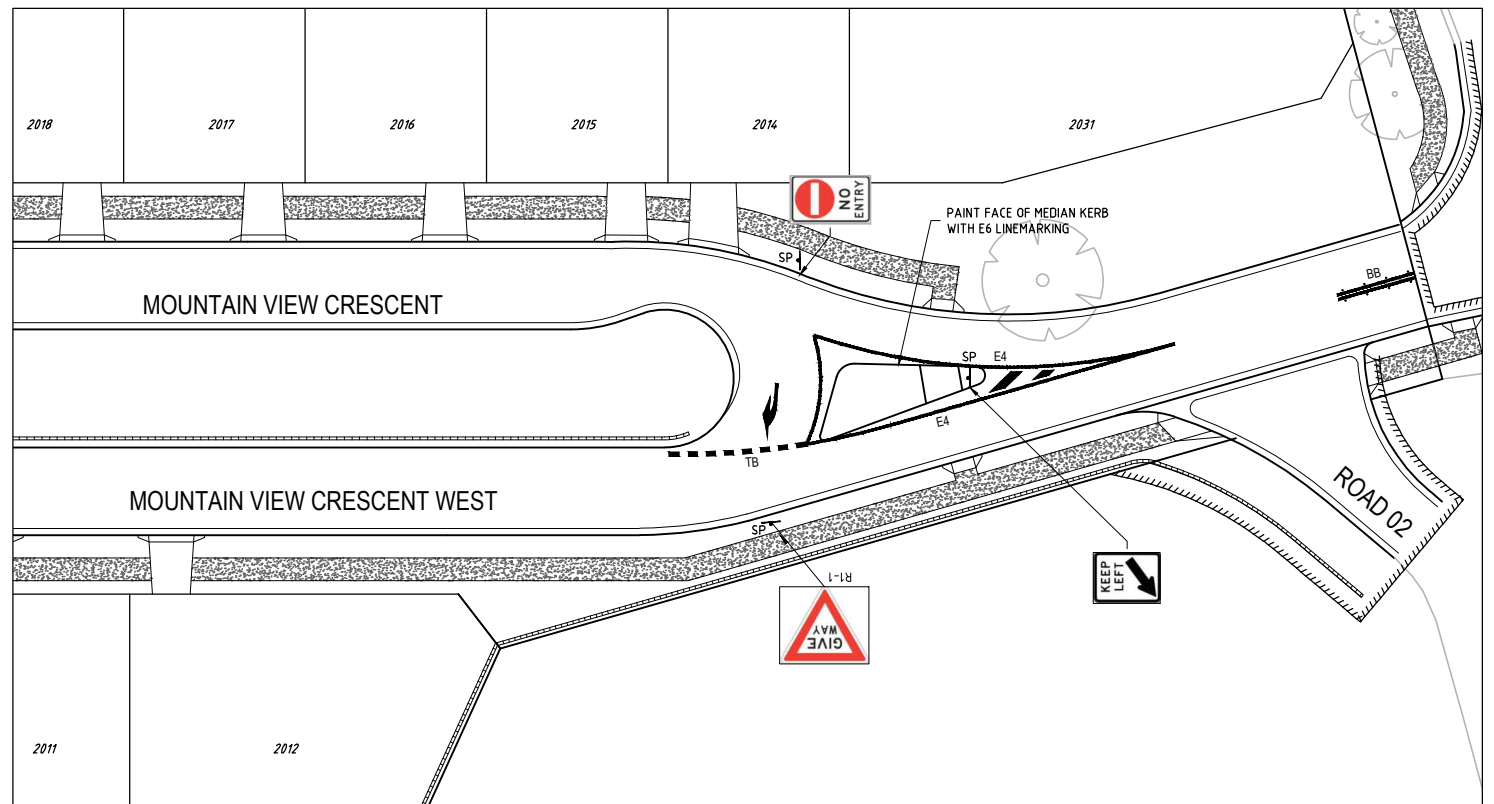 2018
2017
2016
2015
2014
2031
NO
ENTRY
PAINT FACE OF MEDIAN KERB
WITH E6 LINEMARKING
SP
BB
MOUNTAIN VIEW CRESCENT
SP
E4
E4
TB
MOUNTAIN VIEW CRESCENT WEST
ROAD 02
SP
R1-1
GIVE
WAY
KEEP
LEFT
2011
2012